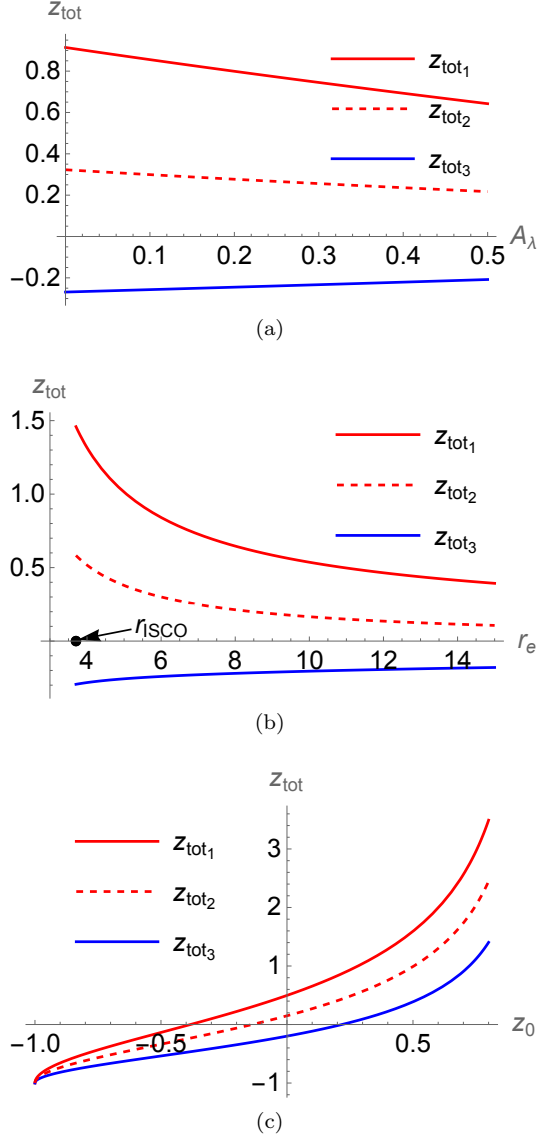 z_tot
0.8
z_tot1
0.6
z_tot2
0.4
z_tot3
0.2
A_λ
0.1 0.2 0.3 0.4 0.5
−0.2
(a)
z_tot
1.5
z_tot1
1.0
z_tot2
0.5
z_tot3
r_ISCO
4 6 8 10 12 14 r_e
(b)
z_tot
z_tot1
3
z_tot2
2
z_tot3
1
−1.0 −0.5 0.5 z_0
−1
(c)